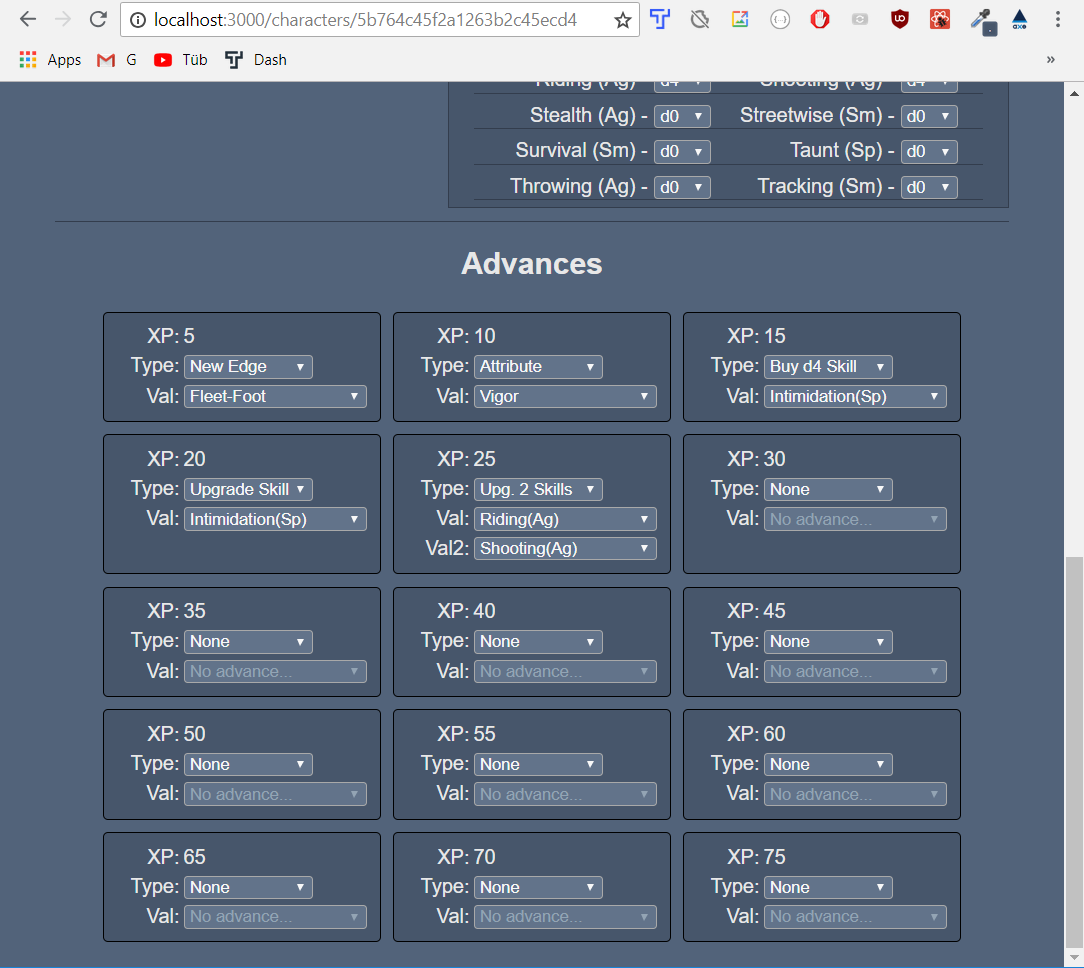 localhost:3000/characters/5b764c45f2a1263b2c45ecd4
Apps G Tüb Dash »
Riding (Ag) - d4 Shooting (Ag) - d4
Stealth (Ag) - d0 Streetwise (Sm) - d0
Survival (Sm) - d0 Taunt (Sp) - d0
Throwing (Ag) - d0 Tracking (Sm) - d0
Advances
XP: 5 XP: 10 XP: 15
Type: New Edge Type: Attribute Type: Buy d4 Skill
Val: Fleet-Foot Val: Vigor Val: Intimidation(Sp)
XP: 20 XP: 25 XP: 30
Type: Upgrade Skill Type: Upg. 2 Skills Type: None
Val: Intimidation(Sp) Val: Riding(Ag) Val: No advance...
Val2: Shooting(Ag)
XP: 35 XP: 40 XP: 45
Type: None Type: None Type: None
Val: No advance... Val: No advance... Val: No advance...
XP: 50 XP: 55 XP: 60
Type: None Type: None Type: None
Val: No advance... Val: No advance... Val: No advance...
XP: 65 XP: 70 XP: 75
Type: None Type: None Type: None
Val: No advance... Val: No advance... Val: No advance...